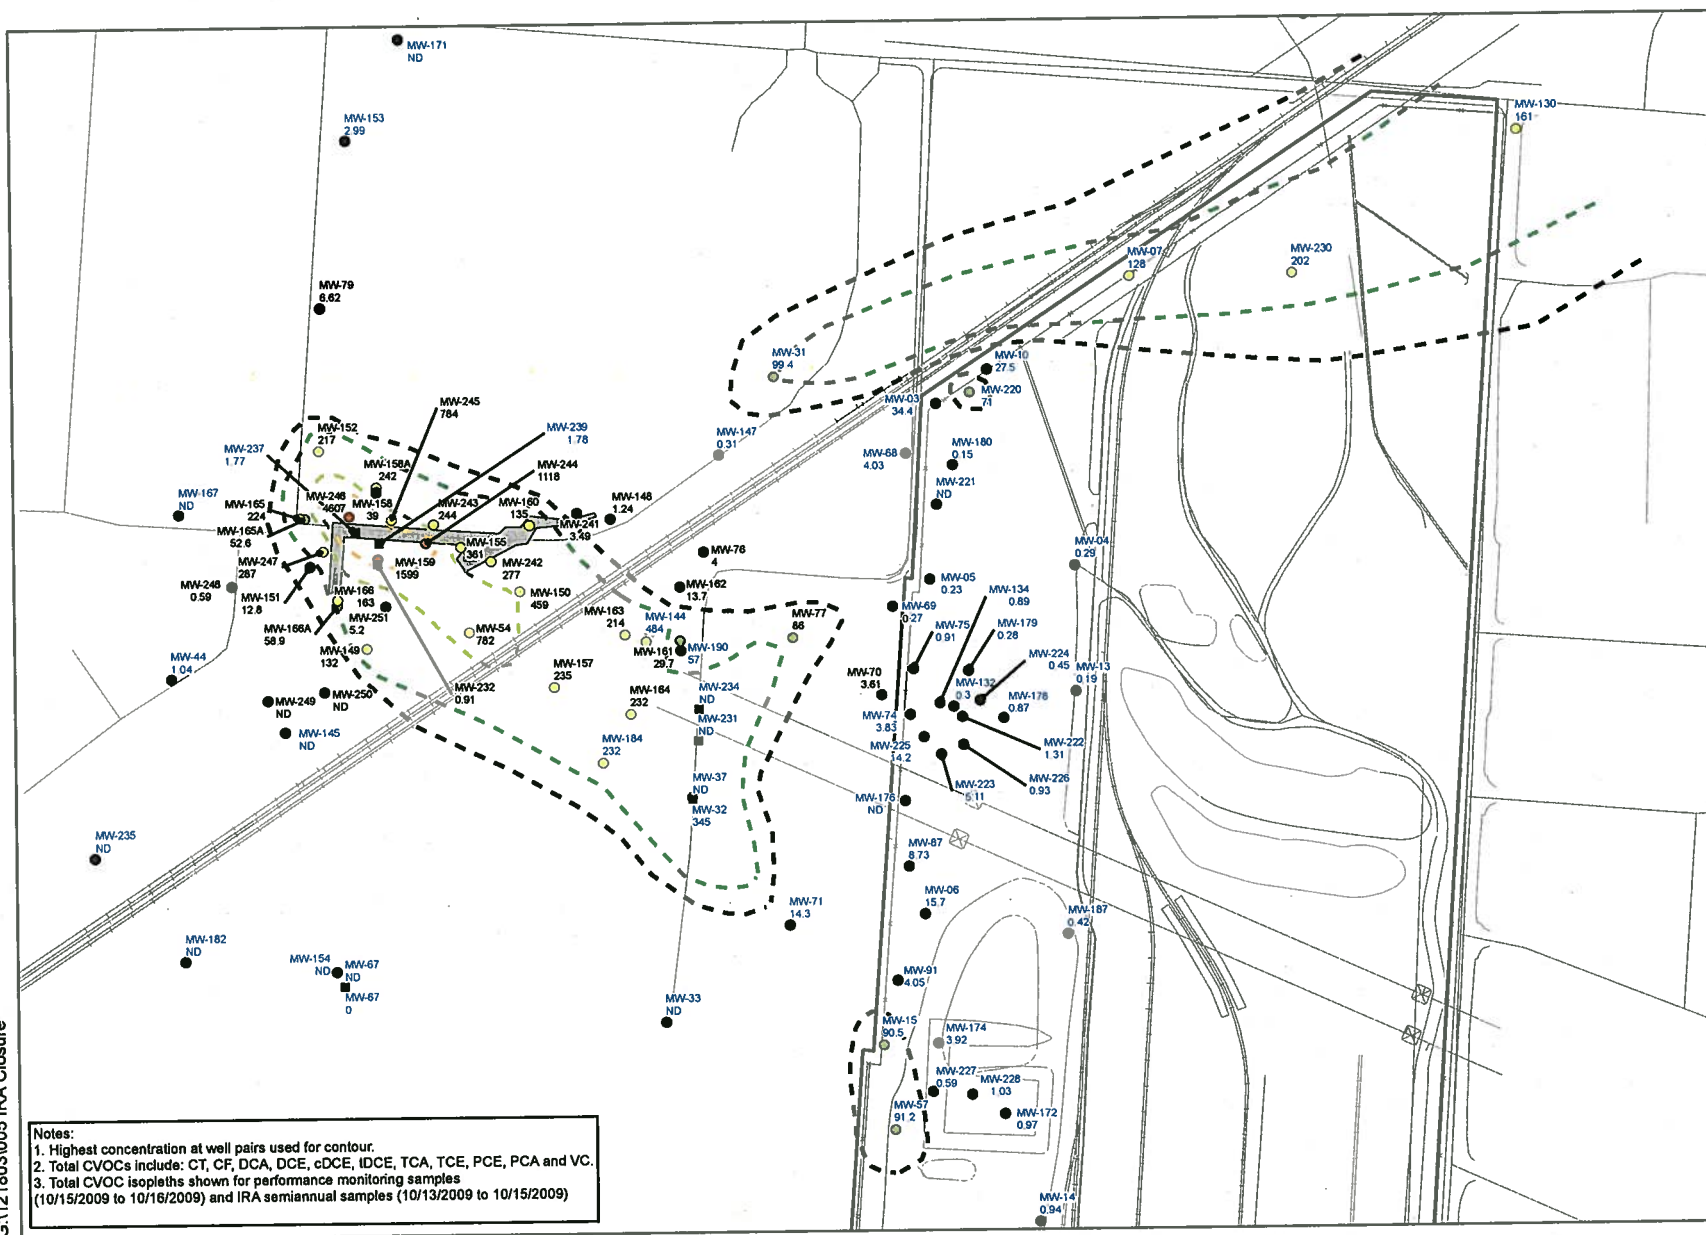 MW-171
ND
MW-153
2.99
MW-130
161
MW-07
128
MW-230
202
MW-79
6.62
MW-31
99.4
MW-10
27.5
MW-220
71
MW-03
34.4
MW-245
784
MW-239
1.78
MW-152
217
MW-237
1.77
MW-147
0.31
MW-68
4.03
MW-180
0.15
MW-158A
242
MW-244
1118
MW-221
ND
MW-167
ND
MW-246
4607
MW-158
39
MW-243
244
MW-160
135
MW-148
1.24
MW-165
224
MW-241
3.49
MW-165A
52.6
MW-155
361
MW-04
0.29
MW-76
4
MW-247
287
MW-159
1599
MW-242
277
MW-05
0.23
MW-134
0.89
MW-248
0.59
MW-151
12.8
MW-166
163
MW-150
459
MW-162
13.7
MW-69
0.27
MW-163
214
MW-144
484
MW-77
86
MW-251
5.2
MW-166A
58.9
MW-54
782
MW-75
0.91
MW-179
0.28
MW-149
132
MW-161
29.7
MW-190
57
MW-224
0.45
MW-44
1.04
MW-157
235
MW-13
0.19
MW-70
3.61
MW-132
0.3
MW-232
0.91
MW-164
232
MW-234
ND
MW-178
0.87
MW-249
ND
MW-250
ND
MW-74
3.83
MW-231
ND
MW-145
ND
MW-184
232
MW-225
14.2
MW-222
1.31
MW-226
0.93
MW-37
ND
MW-223
5.11
MW-32
345
MW-176
ND
MW-235
ND
MW-87
8.73
MW-06
15.7
MW-71
14.3
MW-187
0.42
MW-182
ND
MW-154
ND
MW-67
ND
MW-67
0
MW-91
4.05
MW-33
ND
MW-15
90.5
MW-174
3.92
MW-227
0.59
MW-228
1.03
MW-57
91.2
MW-172
0.97
MW-14
0.94
Notes:
1. Highest concentration at well pairs used for contour.
2. Total CVOCs include: CT, CF, DCA, DCE, cDCE, tDCE, TCA, TCE, PCE, PCA and VC.
3. Total CVOC isopleths shown for performance monitoring samples
(10/15/2009 to 10/16/2009) and IRA semiannual samples (10/13/2009 to 10/15/2009)
IRA Closure